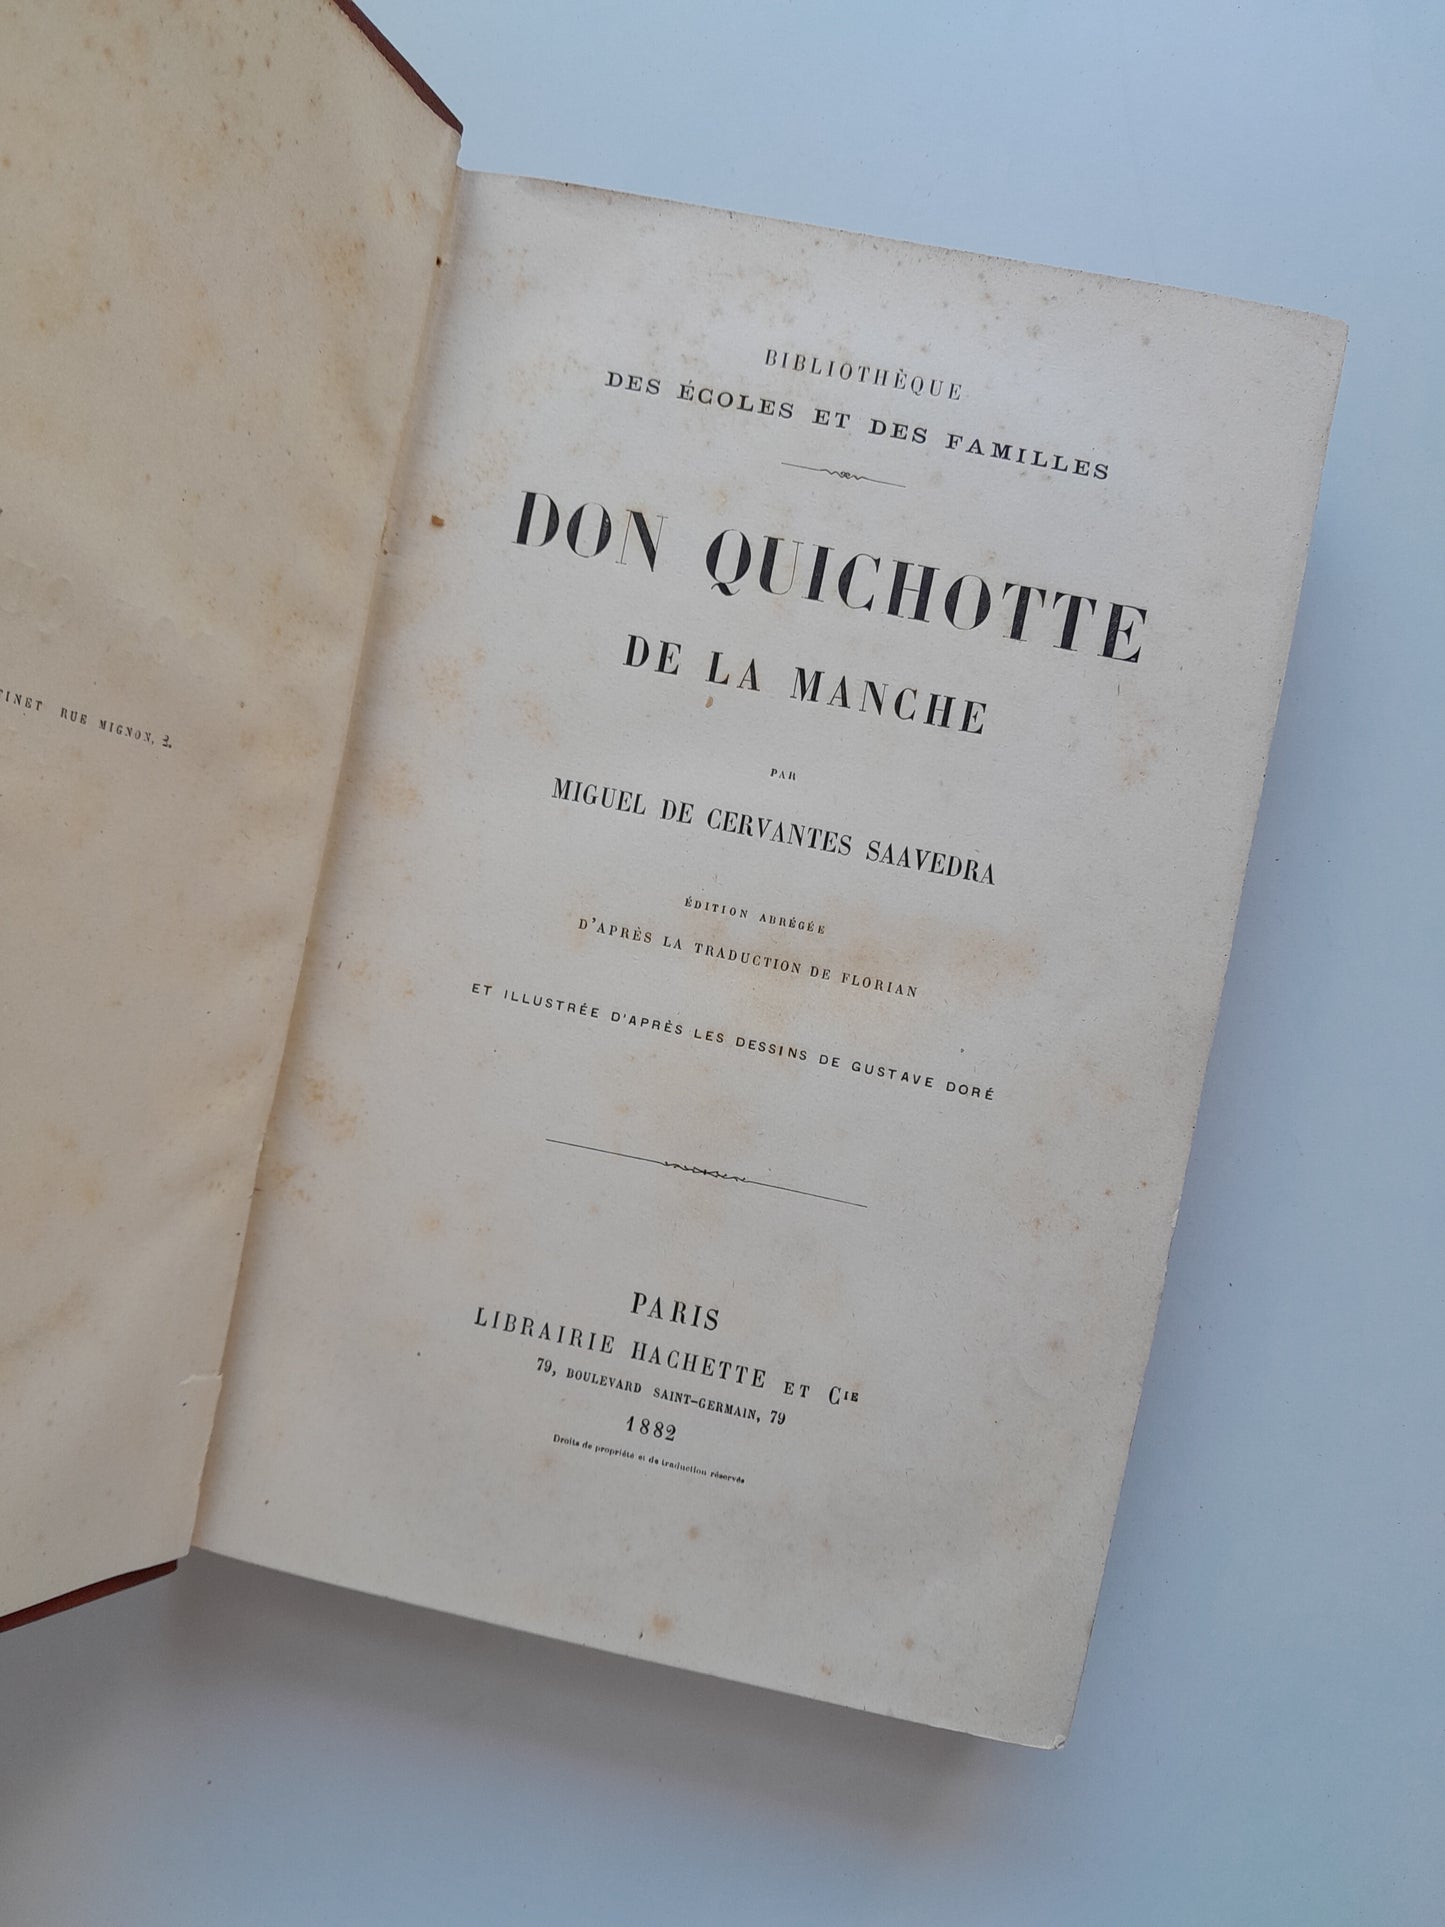 RUE MIGNON, 2.
BIBLIOTHÈQUE
DES ÉCOLES ET DES FAMILLES
DON QUICHOTTE
DE LA MANCHE
PAR
MIGUEL DE CERVANTES SAAVEDRA
ÉDITION ABRÉGÉE
D'APRÈS LA TRADUCTION DE FLORIAN
ET ILLUSTRÉE D'APRÈS LES DESSINS DE GUSTAVE DORÉ
PARIS
LIBRAIRIE HACHETTE ET CIE
79, BOULEVARD SAINT-GERMAIN, 79
1882
Droits de propriété et de traduction réservés